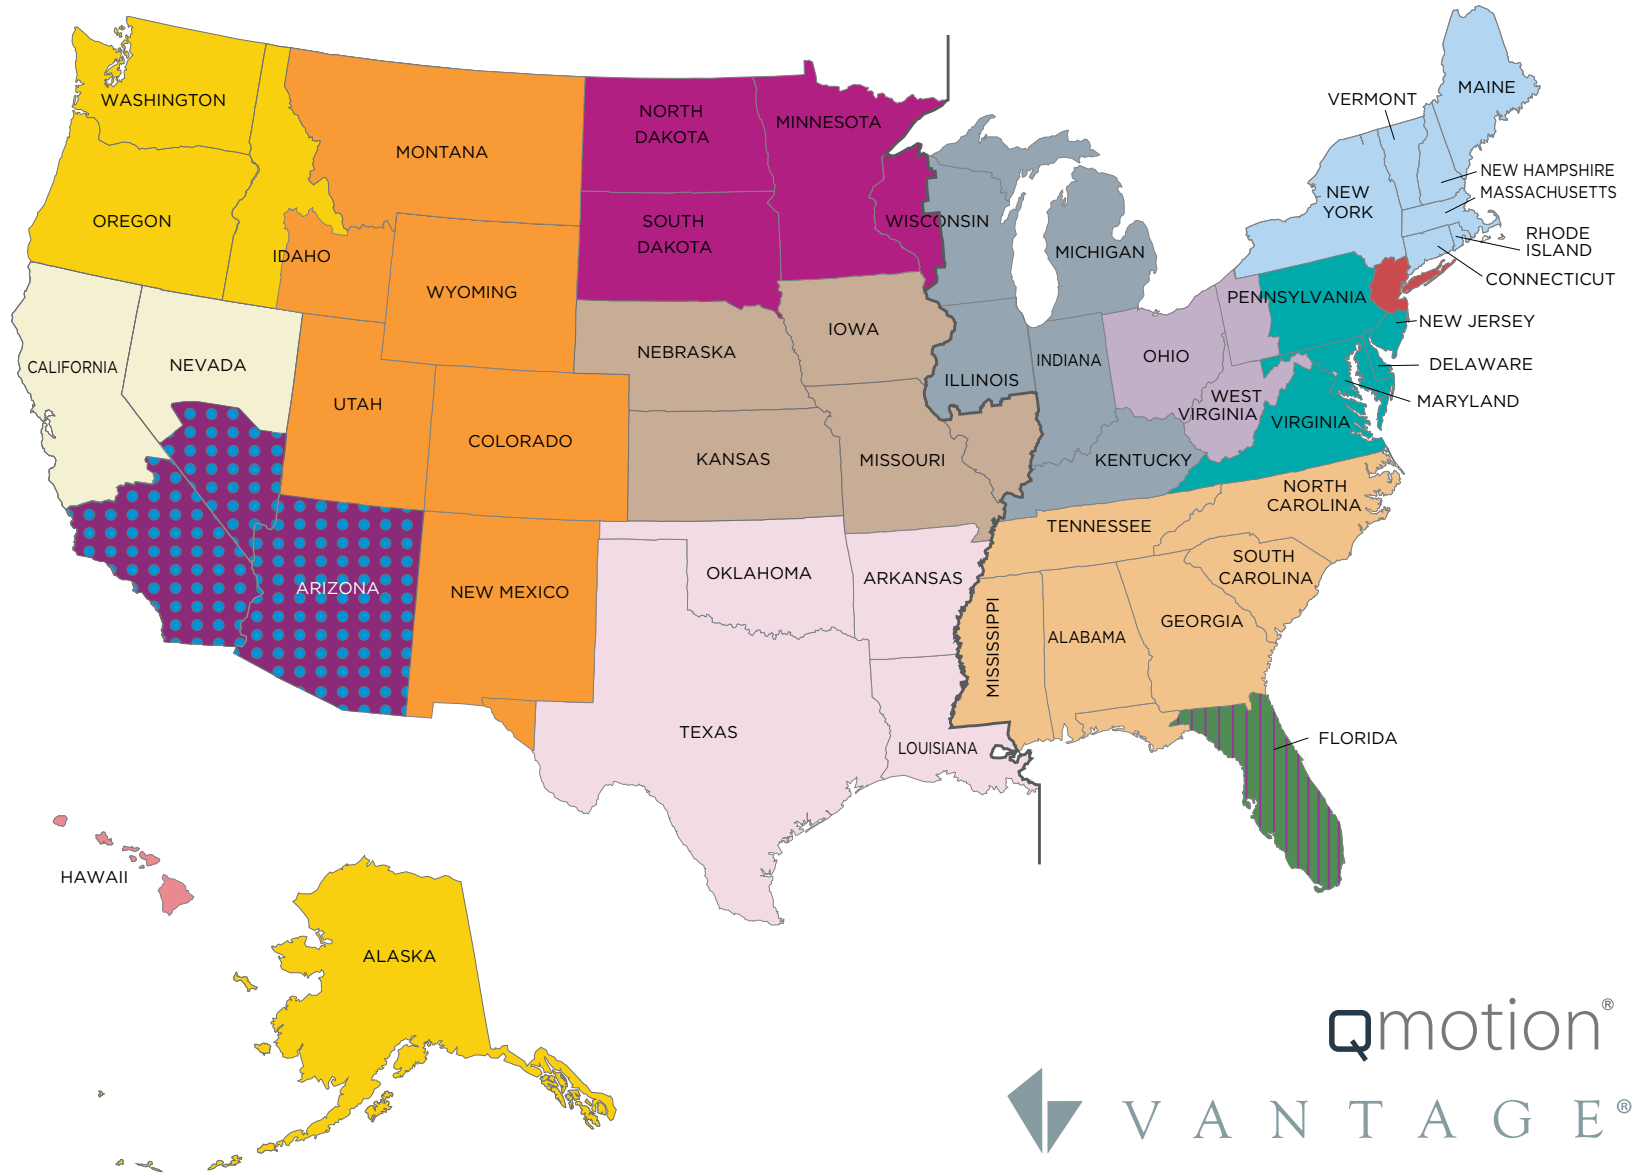 WASHINGTON
OREGON
MONTANA
IDAHO
WYOMING
NORTH
DAKOTA
SOUTH
DAKOTA
MINNESOTA
WISCONSIN
MICHIGAN
MAINE
VERMONT
NEW HAMPSHIRE
MASSACHUSETTS
NEW
YORK
RHODE
ISLAND
CONNECTICUT
PENNSYLVANIA
NEW JERSEY
DELAWARE
MARYLAND
CALIFORNIA
NEVADA
UTAH
COLORADO
NEBRASKA
IOWA
KANSAS
MISSOURI
ILLINOIS
INDIANA
OHIO
WEST
VIRGINIA
VIRGINIA
KENTUCKY
ARIZONA
NEW MEXICO
OKLAHOMA
ARKANSAS
TENNESSEE
NORTH
CAROLINA
SOUTH
CAROLINA
MISSISSIPPI
ALABAMA
GEORGIA
TEXAS
LOUISIANA
FLORIDA
HAWAII
ALASKA
Qmotion®
VANTAGE®